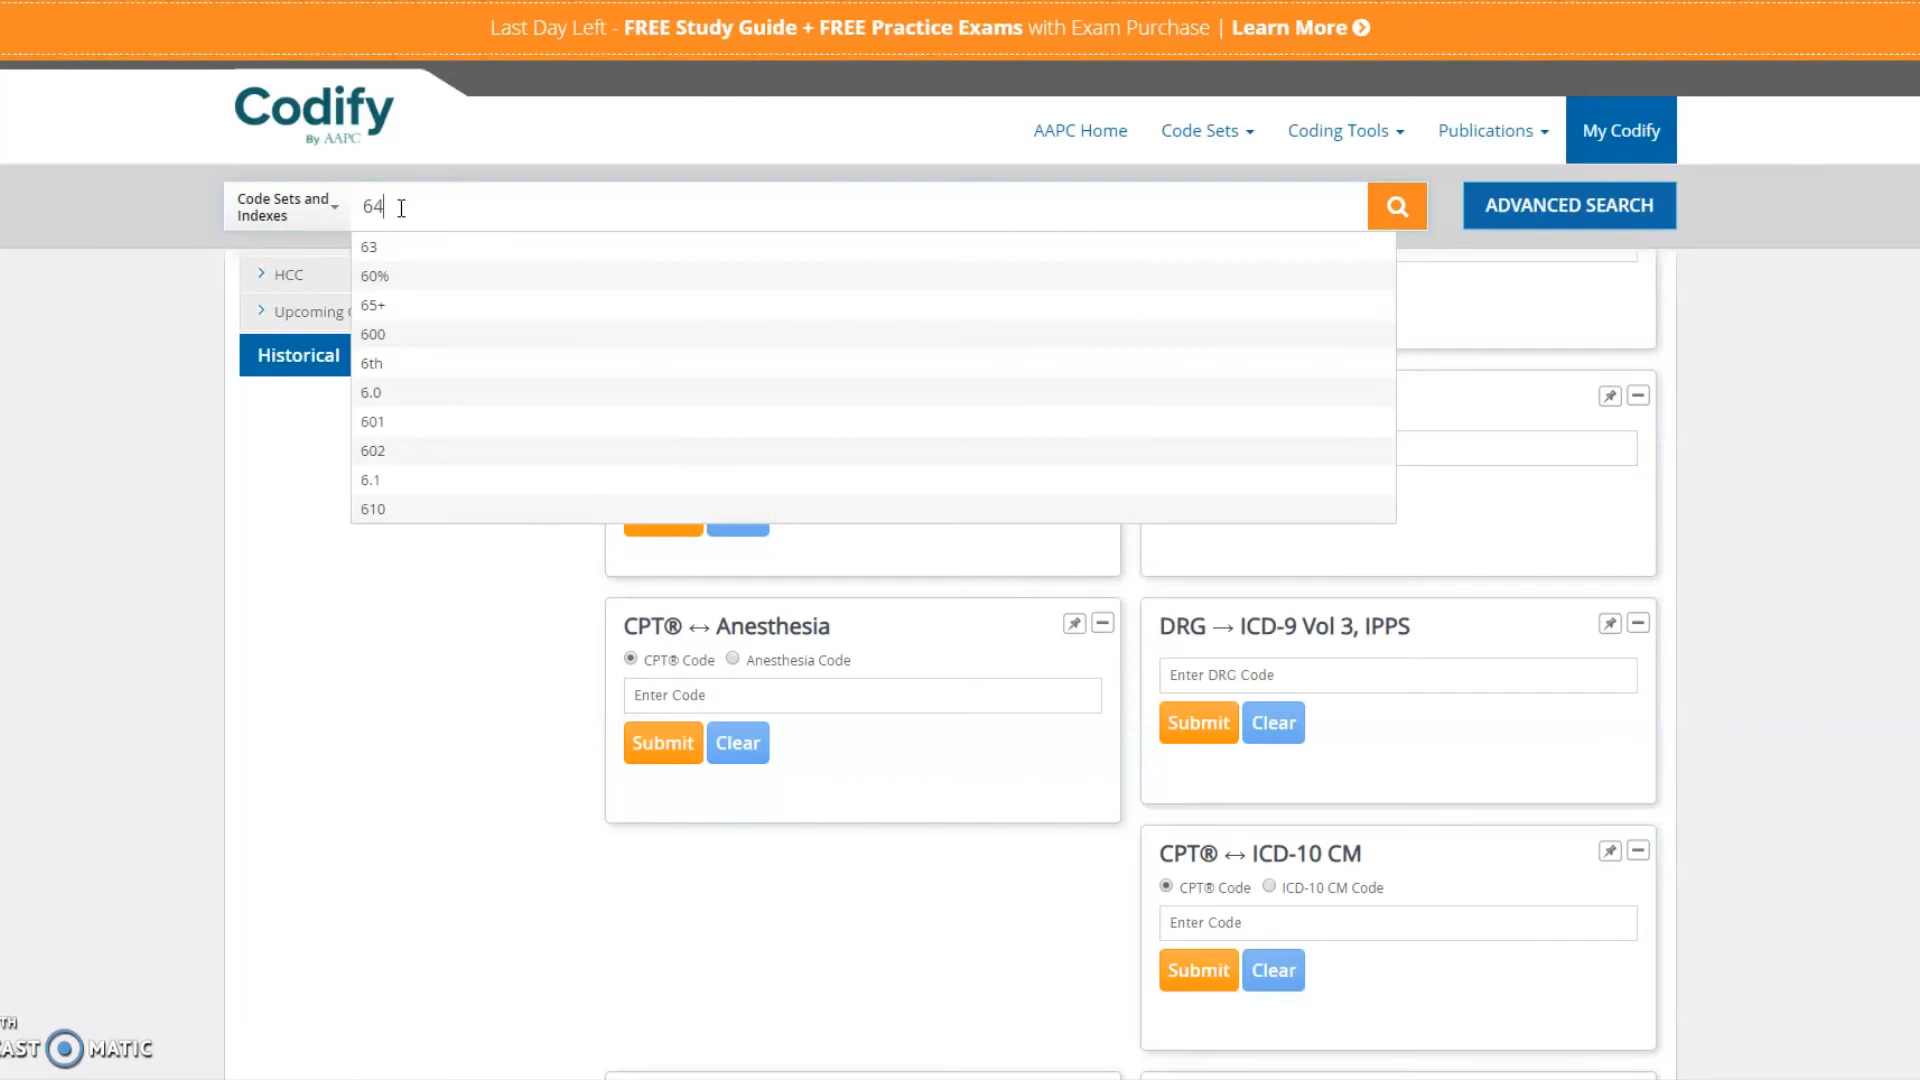 Last Day Left - FREE Study Guide + FREE Practice Exams with Exam Purchase | Learn More
Codify
By AAPC
AAPC Home Code Sets Coding Tools Publications My Codify
Code Sets and
Indexes
64
ADVANCED SEARCH
63
60%
65+
600
6th
6.0
601
602
6.1
610
HCC
Upcoming
Historical
CPT® ↔ Anesthesia
CPT® Code Anesthesia Code
Enter Code
Submit Clear
DRG → ICD-9 Vol 3, IPPS
Enter DRG Code
Submit Clear
CPT® ↔ ICD-10 CM
CPT® Code ICD-10 CM Code
Enter Code
Submit Clear
TH
AST MATIC